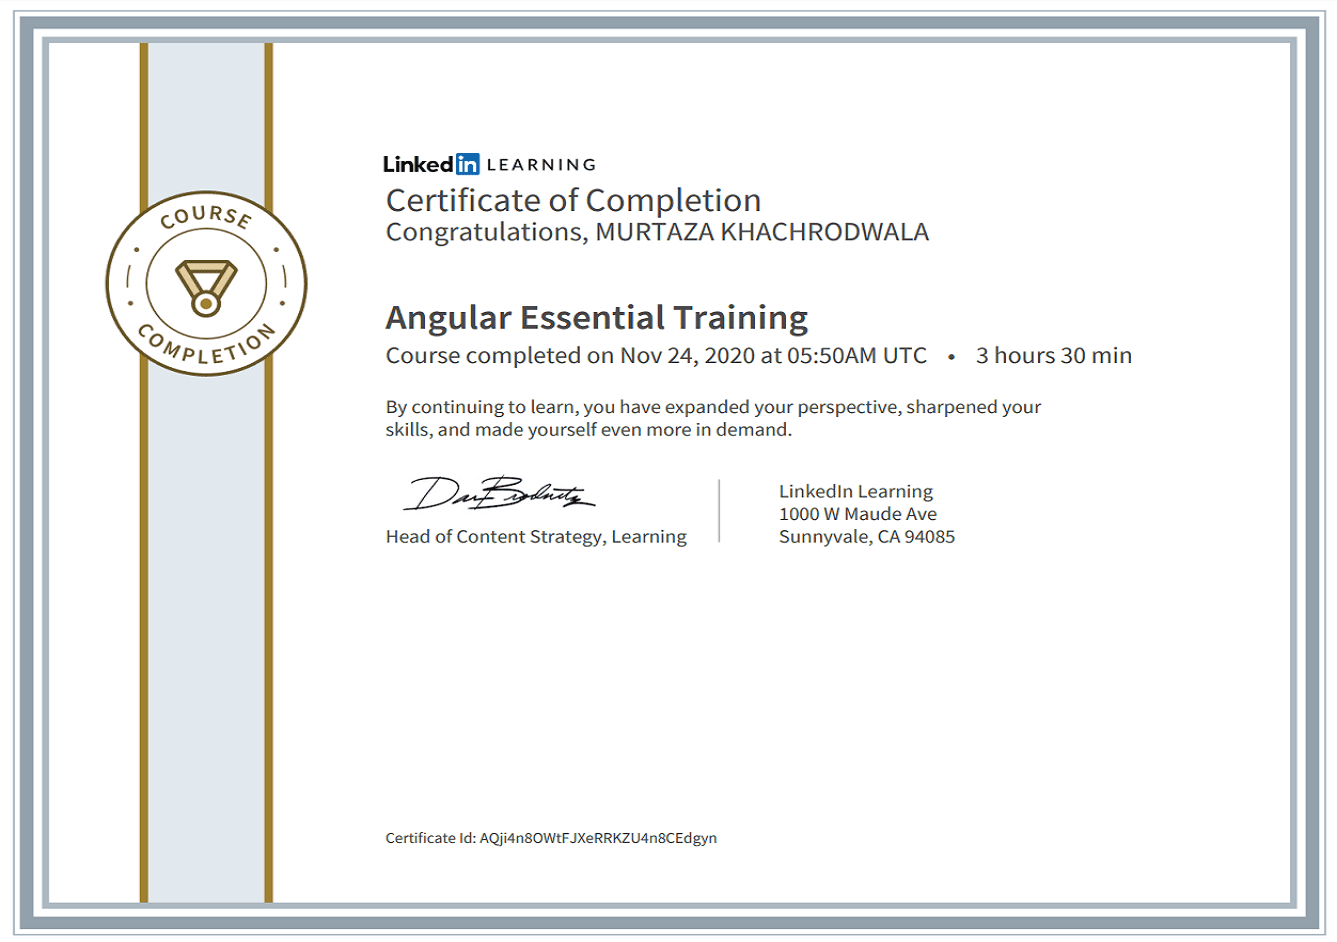 COURSE
COMPLETION
Linked in LEARNING
Certificate of Completion
Congratulations, MURTAZA KHACHRODWALA
Angular Essential Training
Course completed on Nov 24, 2020 at 05:50AM UTC • 3 hours 30 min
By continuing to learn, you have expanded your perspective, sharpened your
skills, and made yourself even more in demand.
Head of Content Strategy, Learning
LinkedIn Learning
1000 W Maude Ave
Sunnyvale, CA 94085
Certificate Id: AQji4n8OWtFJXeRRKZU4n8CEdgyn